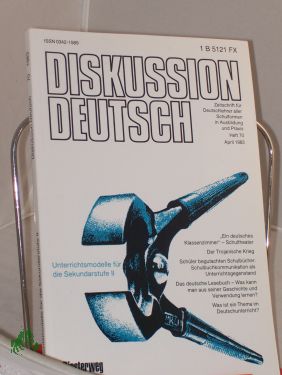 ISSN 0342-1589
1 B 5121 FX
DISKUSSION
DEUTSCH
Zeitschrift für
Deutschlehrer aller
Schulformen
in Ausbildung
und Praxis
Heft 70
April 1983
Unterrichtsmodelle für
die Sekundarstufe II
„Ein deutsches
Klassenzimmer“ – Schultheater
Der Trojanische Krieg
Schüler begutachten Schulbücher.
Schulbuchkommunikation als
Unterrichtsgegenstand
Das deutsche Lesebuch – Was kann
man aus seiner Geschichte und
Verwendung lernen?
Was ist ein Thema im
Deutschunterricht?
Diesterweg